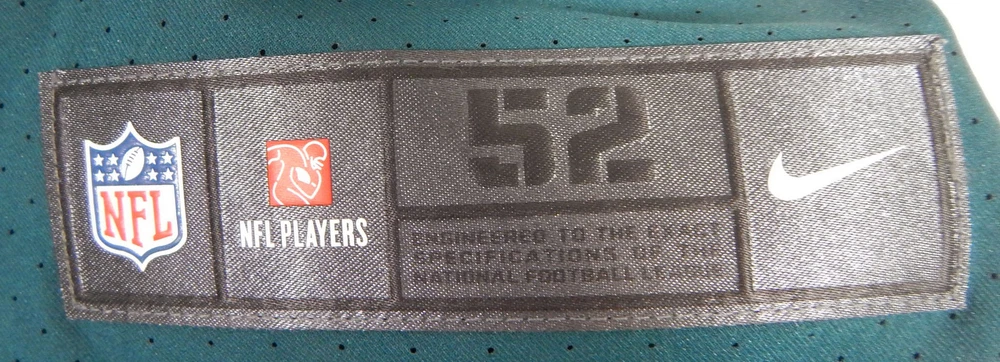 NFL
NFL PLAYERS
52
ENGINEERED TO THE EXACT
SPECIFICATIONS OF THE
NATIONAL FOOTBALL LEAGUE